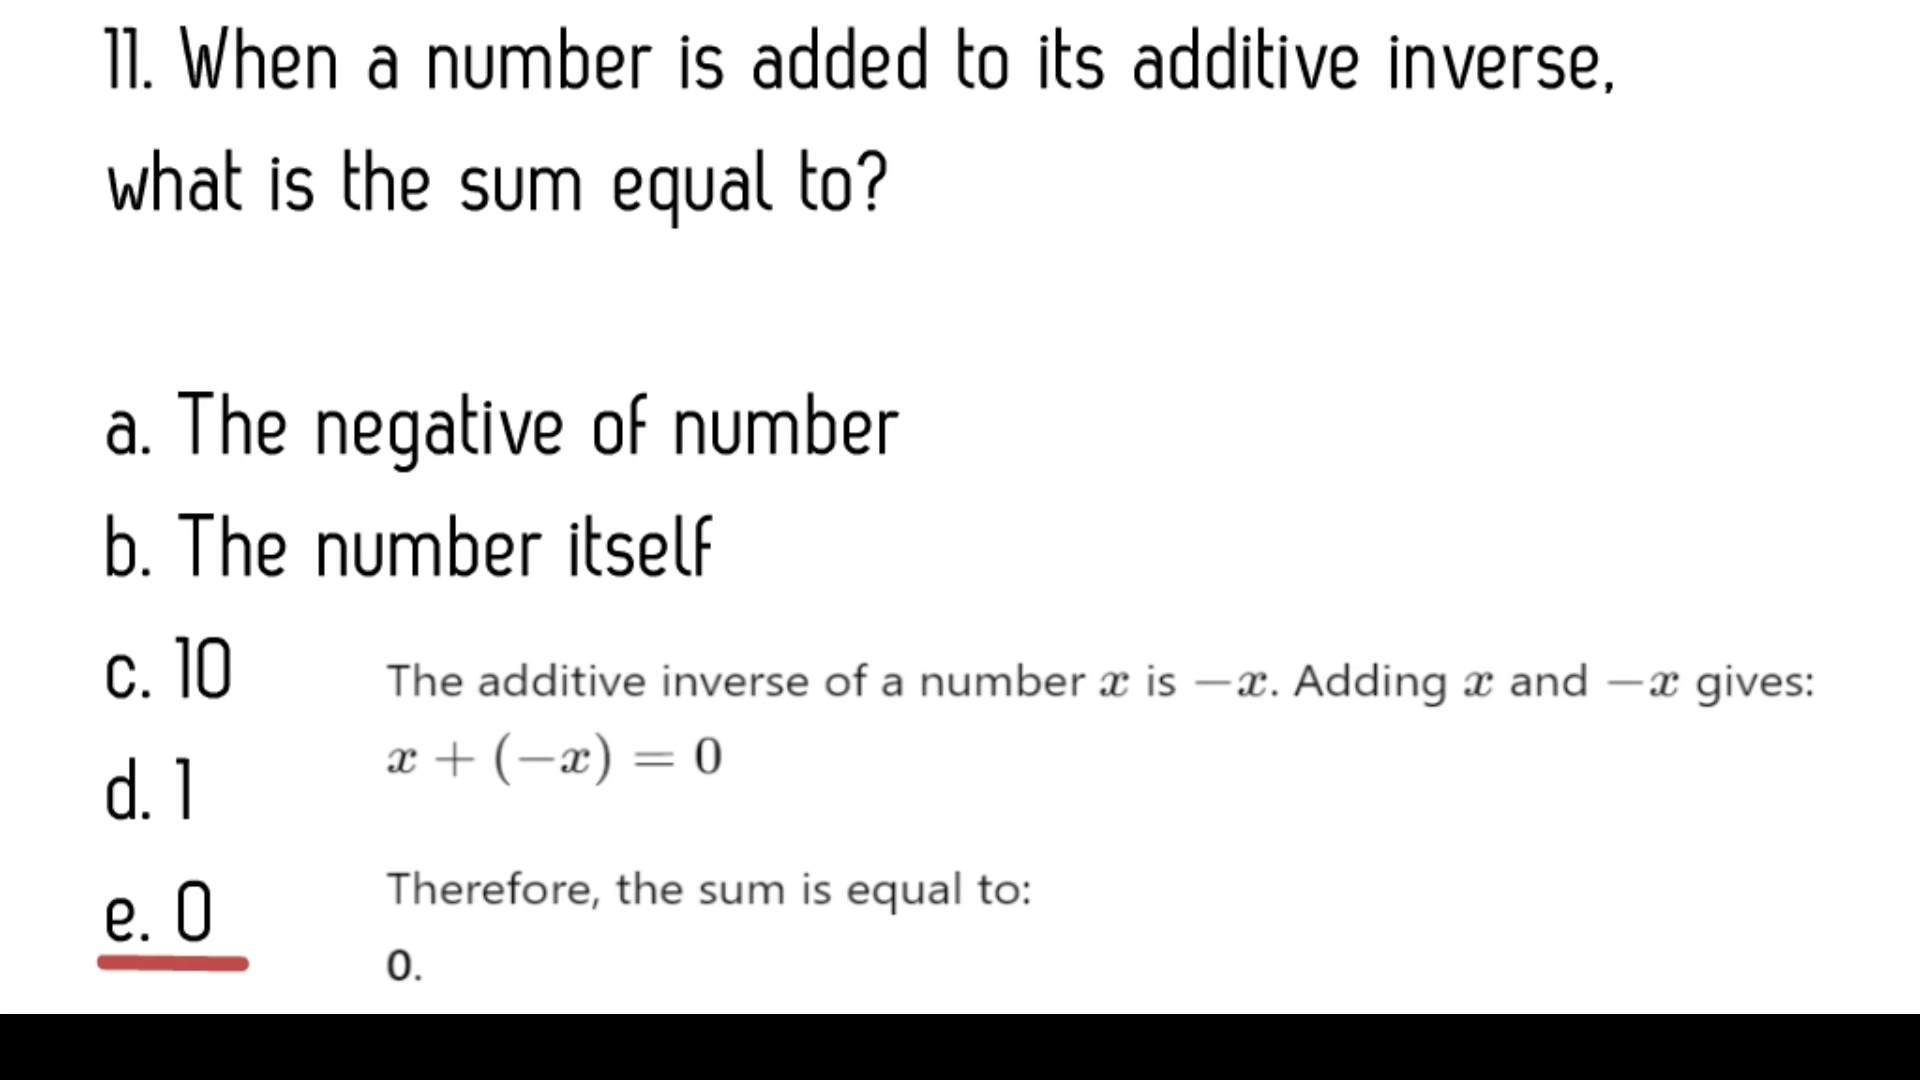 11. When a number is added to its additive inverse,
what is the sum equal to?
a. The negative of number
b. The number itself
c. 10
The additive inverse of a number x is −x. Adding x and −x gives:
x + (−x) = 0
d. 1
Therefore, the sum is equal to:
e. 0
0.